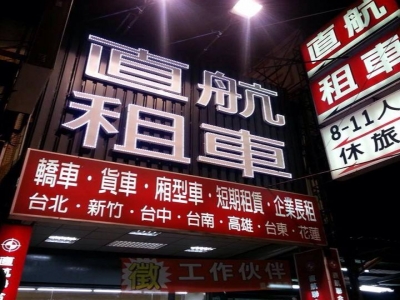 直航
租車
轎車·貨車·廂型車·短期租賃·企業長租
台北·新竹·台中·台南·高雄·台東·花蓮
徵工作伙伴
直航
租車
8-11人
休旅
直航